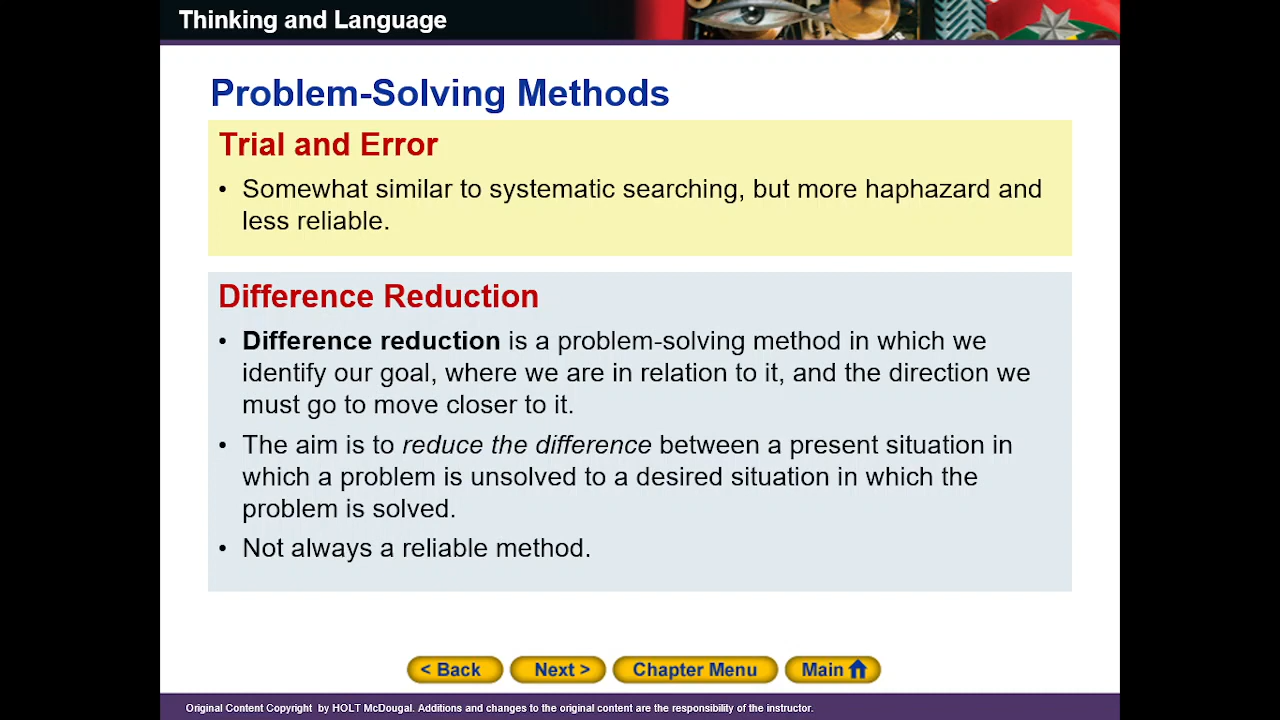 Thinking and Language
Problem-Solving Methods
Trial and Error
• Somewhat similar to systematic searching, but more haphazard and
less reliable.
Difference Reduction
• Difference reduction is a problem-solving method in which we
identify our goal, where we are in relation to it, and the direction we
must go to move closer to it.
• The aim is to reduce the difference between a present situation in
which a problem is unsolved to a desired situation in which the
problem is solved.
• Not always a reliable method.
< Back Next > Chapter Menu Main
Original Content Copyright by HOLT McDougal. Additions and changes to the original content are the responsibility of the instructor.